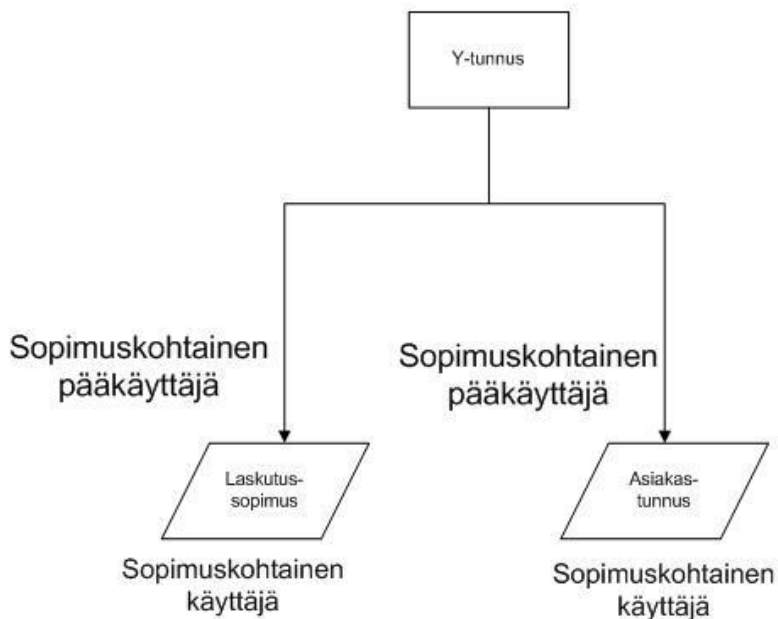 Y-tunnus
Sopimuskohtainen
pääkäyttäjä
Sopimuskohtainen
pääkäyttäjä
Laskutus-
sopimus
Asiakas-
tunnus
Sopimuskohtainen
käyttäjä
Sopimuskohtainen
käyttäjä